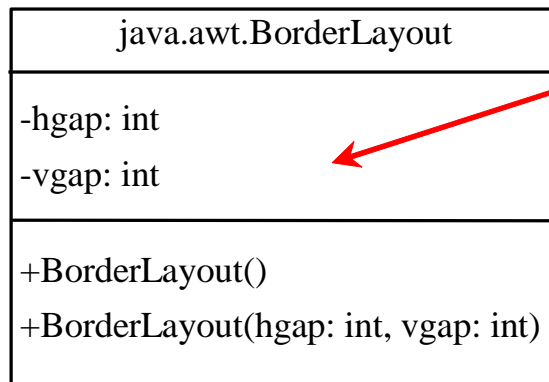 java.awt.BorderLayout
-hgap: int
-vgap: int
+BorderLayout()
+BorderLayout(hgap: int, vgap: int)